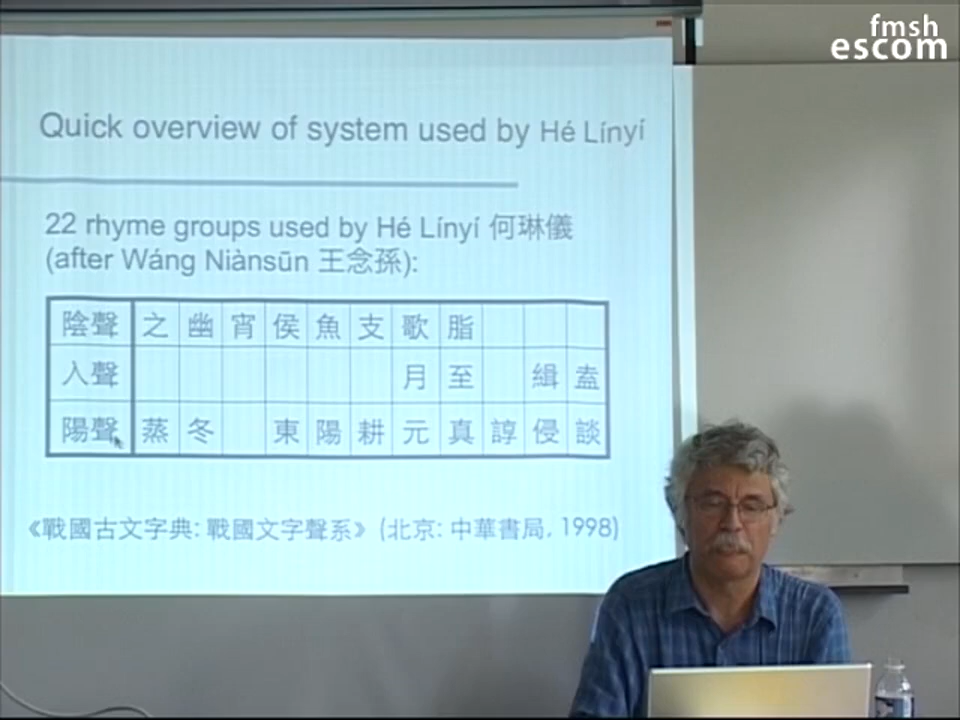 fmsh
escom
Quick overview of system used by Hé Línyí
22 rhyme groups used by Hé Línyí 何琳儀
(after Wáng Niànsūn 王念孫):
陰聲 之 幽 宵 侯 魚 支 歌 脂
入聲 月 至 緝 盍
陽聲 蒸 冬 東 陽 耕 元 真 諄 侵 談
《戰國古文字典: 戰國文字聲系》 (北京: 中華書局, 1998)